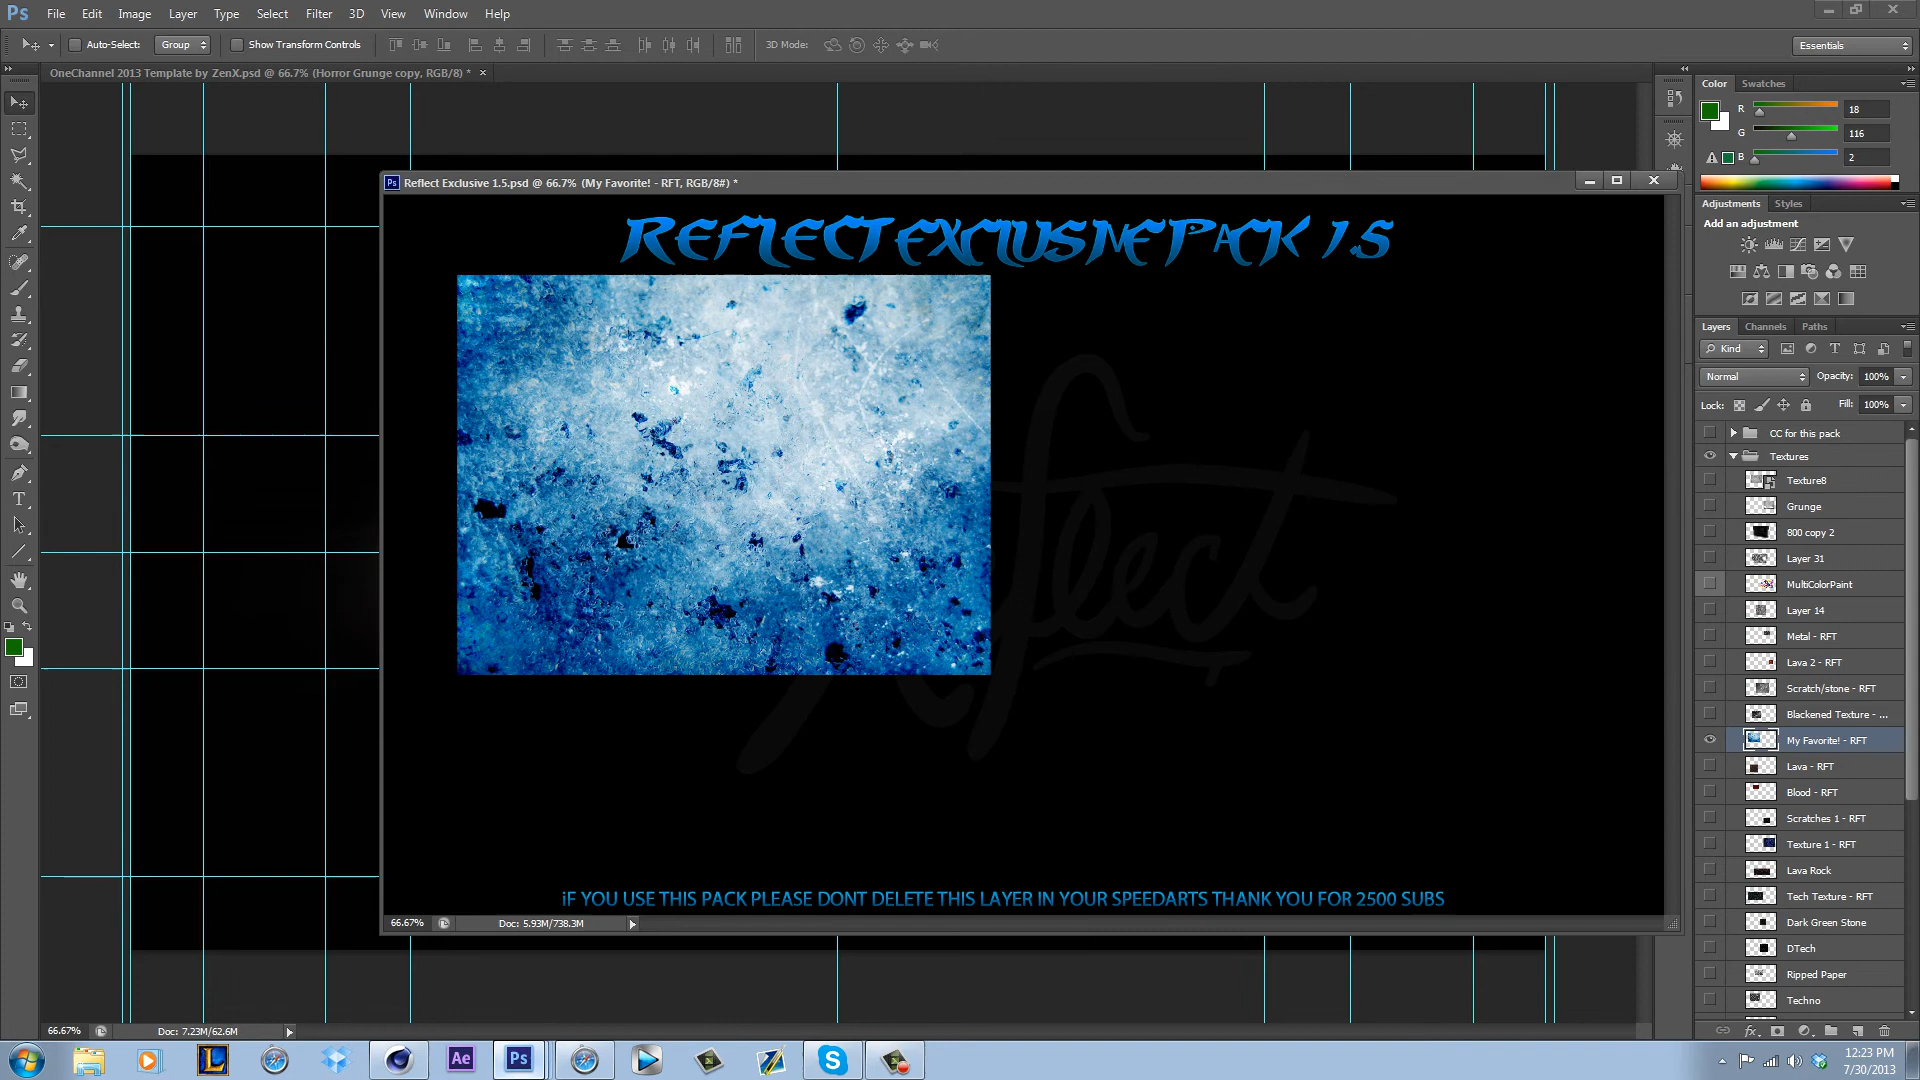 Ps File Edit Image Layer Type Select Filter 3D View Window Help
Auto-Select: Group Show Transform Controls 3D Mode: Essentials
OneChannel 2013 Template by ZenX.psd @ 66.7% (Horror Grunge copy, RGB/8) *
Color Swatches
R 18
G 116
B 2
Ps Reflect Exclusive 1.5.psd @ 66.7% (My Favorite! - RFT, RGB/8#) *
REFLECT EXCLUSIVE PACK 1.5
Reflect
iF YOU USE THIS PACK PLEASE DONT DELETE THIS LAYER IN YOUR SPEEDARTS THANK YOU FOR 2500 SUBS
66.67% Doc: 5.93M/738.3M
Adjustments Styles
Add an adjustment
Layers Channels Paths
Kind
Normal Opacity: 100%
Lock: Fill: 100%
CC for this pack
Textures
Texture8
Grunge
800 copy 2
Layer 31
MultiColorPaint
Layer 14
Metal - RFT
Lava 2 - RFT
Scratch/stone - RFT
Blackened Texture - ...
My Favorite! - RFT
Lava - RFT
Blood - RFT
Scratches 1 - RFT
Texture 1 - RFT
Lava Rock
Tech Texture - RFT
Dark Green Stone
DTech
Ripped Paper
Techno
66.67% Doc: 7.23M/62.6M
Ae Ps
12:23 PM
7/30/2013